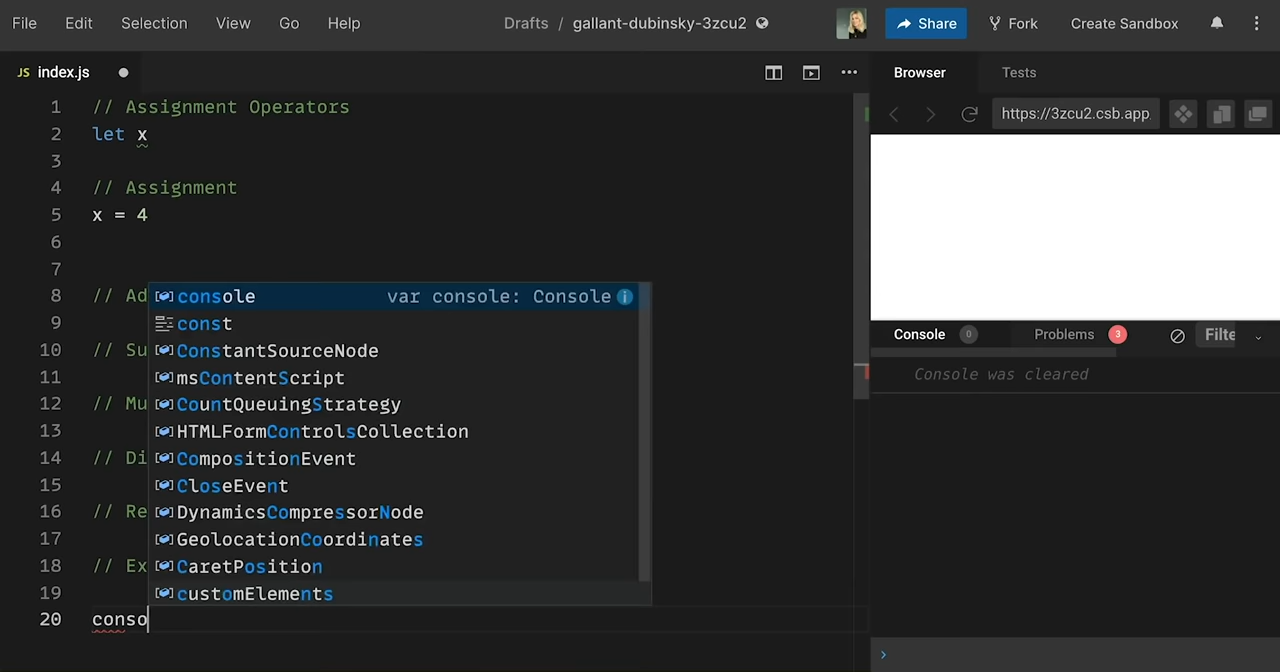 File Edit Selection View Go Help Drafts / gallant-dubinsky-3zcu2 Share Fork Create Sandbox
JS index.js Browser Tests
https://3zcu2.csb.app
1 // Assignment Operators
2 let x
3
4 // Assignment
5 x = 4
6
7
8 // Ad
9
10 // Su
11
12 // Mu
13
14 // Di
15
16 // Re
17
18 // Ex
19
20 conso
console var console: Console
const
ConstantSourceNode
msContentScript
CountQueuingStrategy
HTMLFormControlsCollection
CompositionEvent
CloseEvent
DynamicsCompressorNode
GeolocationCoordinates
CaretPosition
customElements
Console 0 Problems 3 Filte
Console was cleared